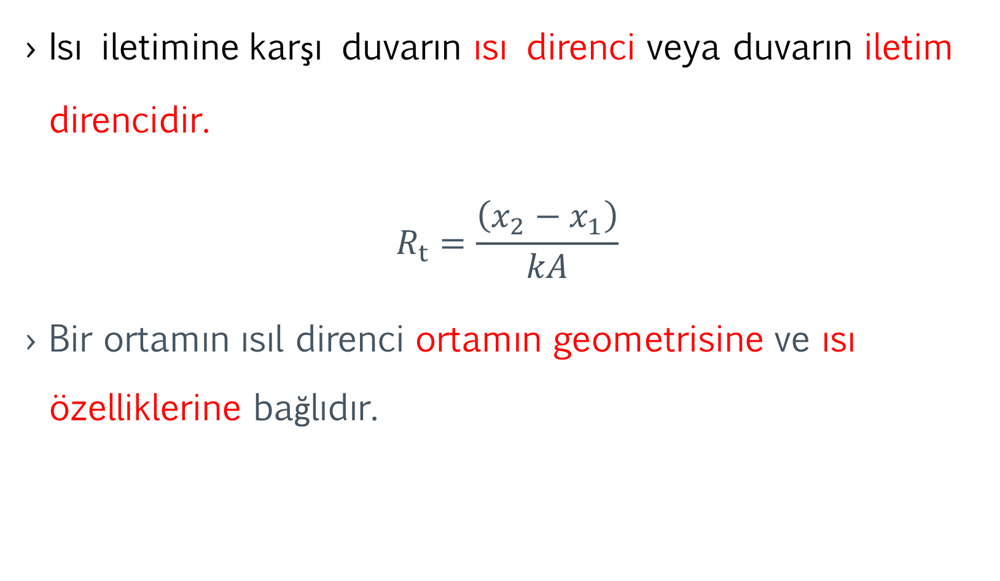 › Isı iletimine karşı duvarın ısı direnci veya duvarın iletim
direncidir.
R_t = (x_2 − x_1) / kA
› Bir ortamın ısıl direnci ortamın geometrisine ve ısı
özelliklerine bağlıdır.